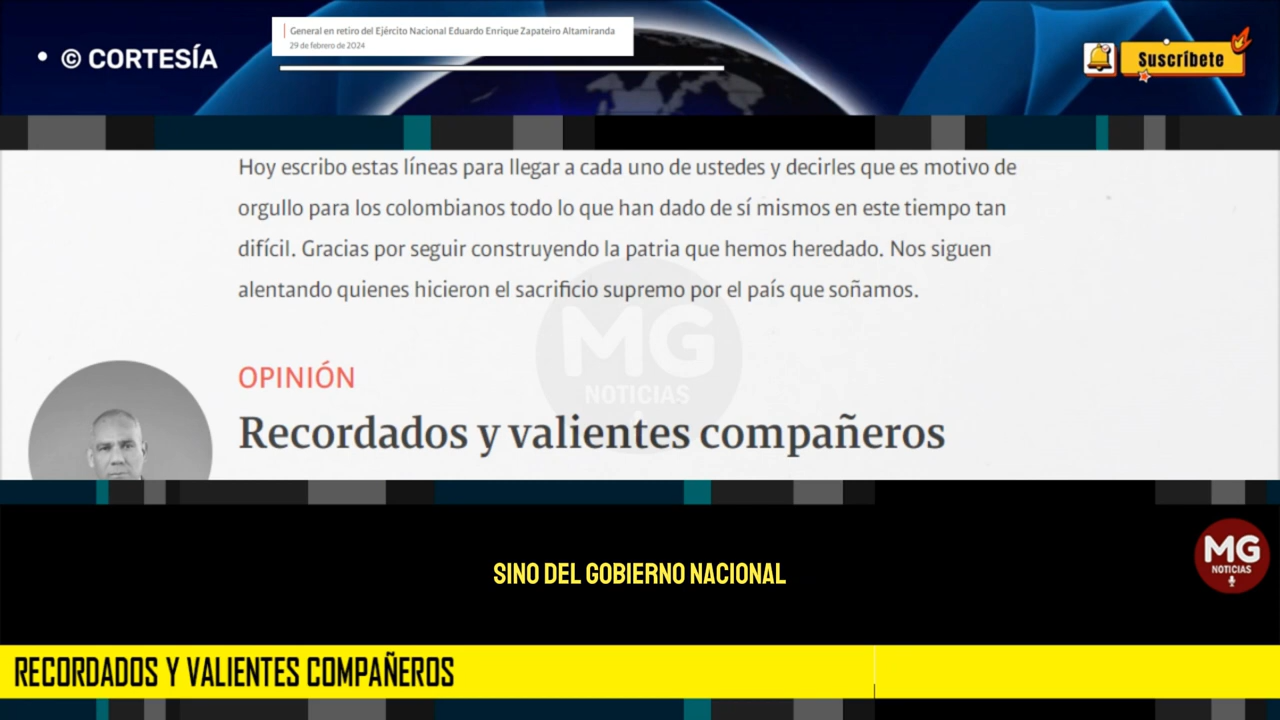 General en retiro del Ejército Nacional Eduardo Enrique Zapateiro Altamiranda
29 de febrero de 2024
• © CORTESÍA
Suscríbete
Hoy escribo estas líneas para llegar a cada uno de ustedes y decirles que es motivo de
orgullo para los colombianos todo lo que han dado de sí mismos en este tiempo tan
difícil. Gracias por seguir construyendo la patria que hemos heredado. Nos siguen
alentando quienes hicieron el sacrificio supremo por el país que soñamos.
MG
NOTICIAS
OPINIÓN
Recordados y valientes compañeros
SINO DEL GOBIERNO NACIONAL
MG
NOTICIAS
RECORDADOS Y VALIENTES COMPAÑEROS